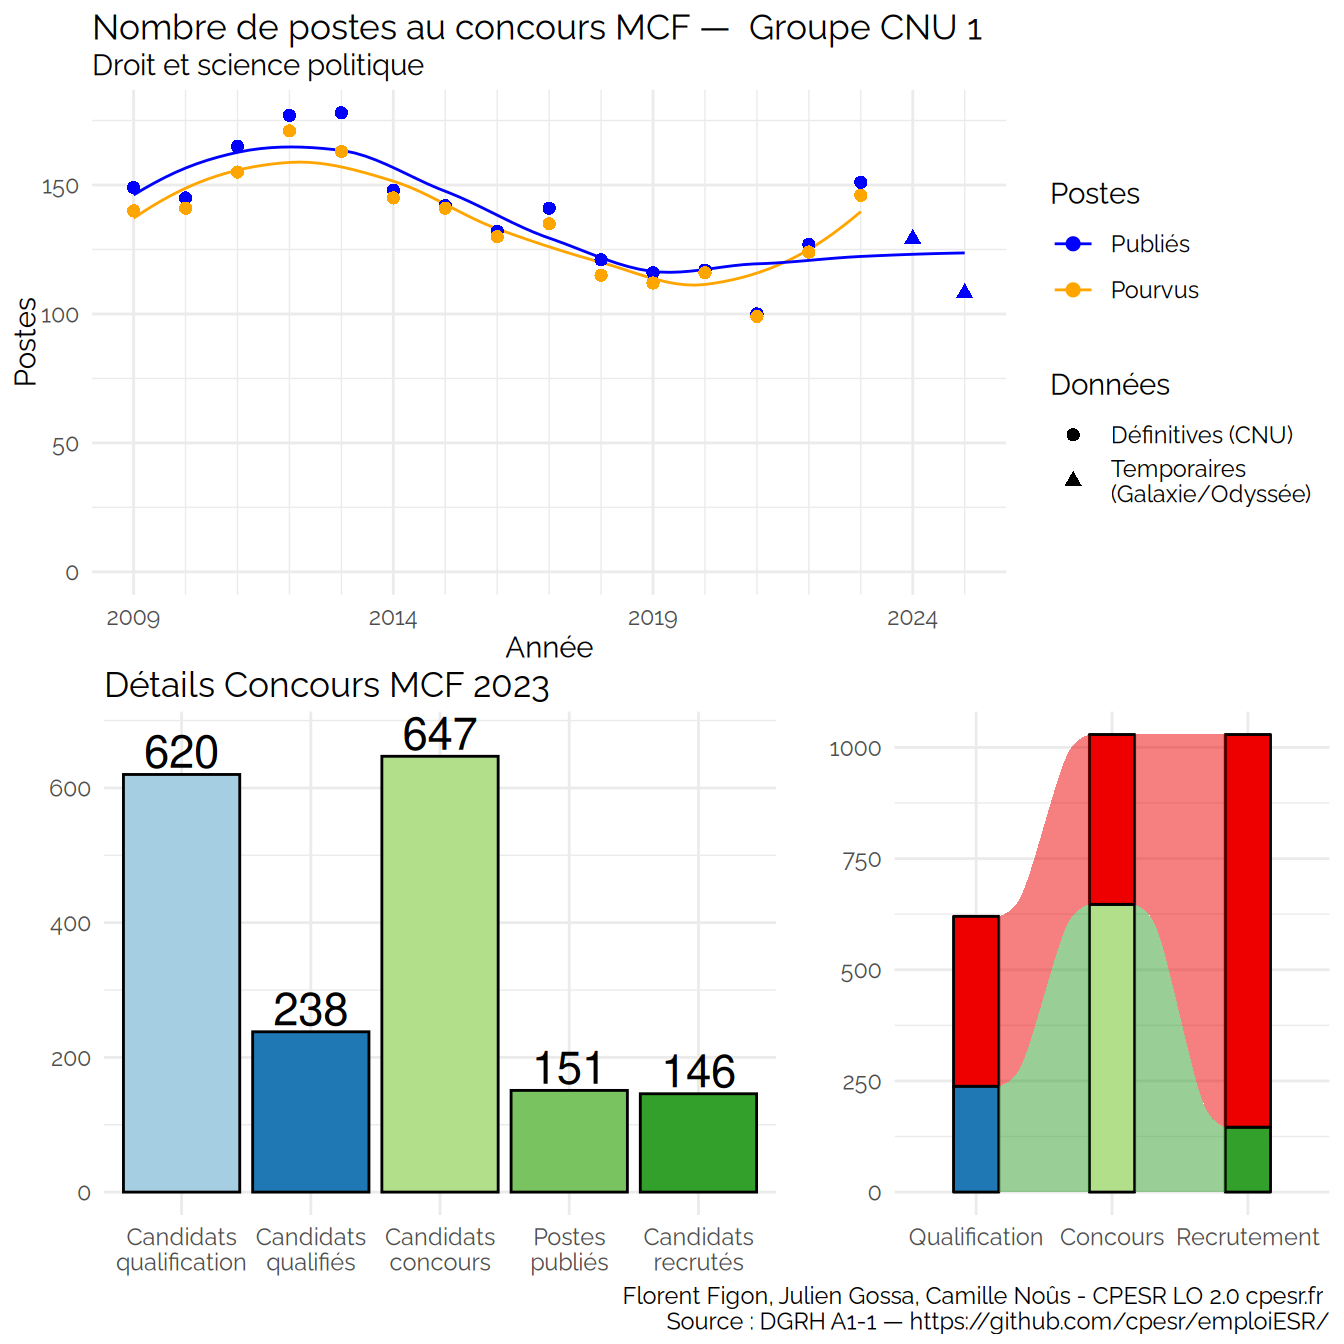 Nombre de postes au concours MCF — Groupe CNU 1
Droit et science politique
Postes
150
100
50
0
2009
2014
2019
2024
Année
Postes
Publiés
Pourvus
Données
Définitives (CNU)
Temporaires
(Galaxie/Odyssée)
Détails Concours MCF 2023
600
400
200
0
620
238
647
151
146
Candidats
qualification
Candidats
qualifiés
Candidats
concours
Postes
publiés
Candidats
recrutés
1000
750
500
250
0
Qualification
Concours
Recrutement
Florent Figon, Julien Gossa, Camille Noûs - CPESR LO 2.0 cpesr.fr
Source : DGRH A1-1 — https://github.com/cpesr/emploiESR/